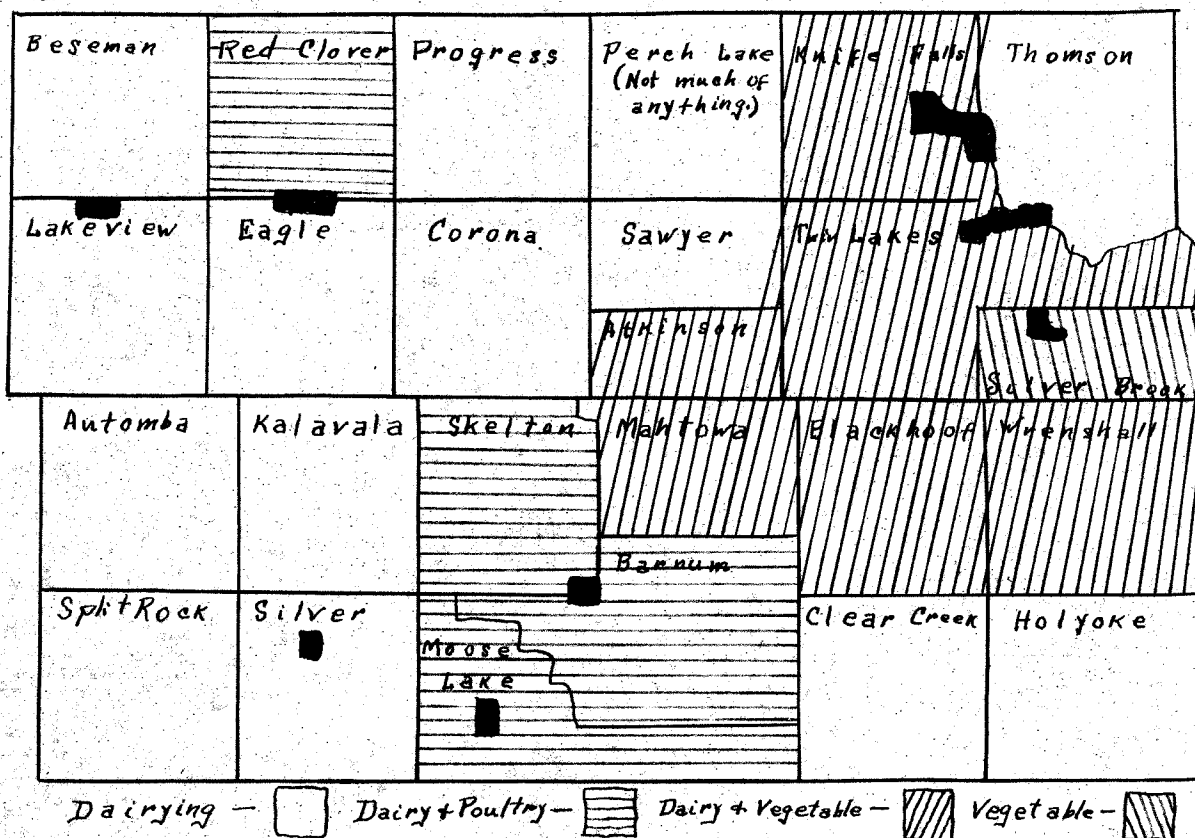 Beseman
Red Clover
Progress
Perch Lake
(Not much of
anything.)
Knife Falls
Thomson
Lakeview
Eagle
Corona
Sawyer
Twin Lakes
Atkinson
Silver Brook
Automba
Kalavala
Skelton
Mahtowa
Blackhoof
Wrenshall
Barnum
Split Rock
Silver
Moose
Lake
Clear Creek
Holyoke
Dairying — Dairy & Poultry — Dairy & Vegetable — Vegetable —